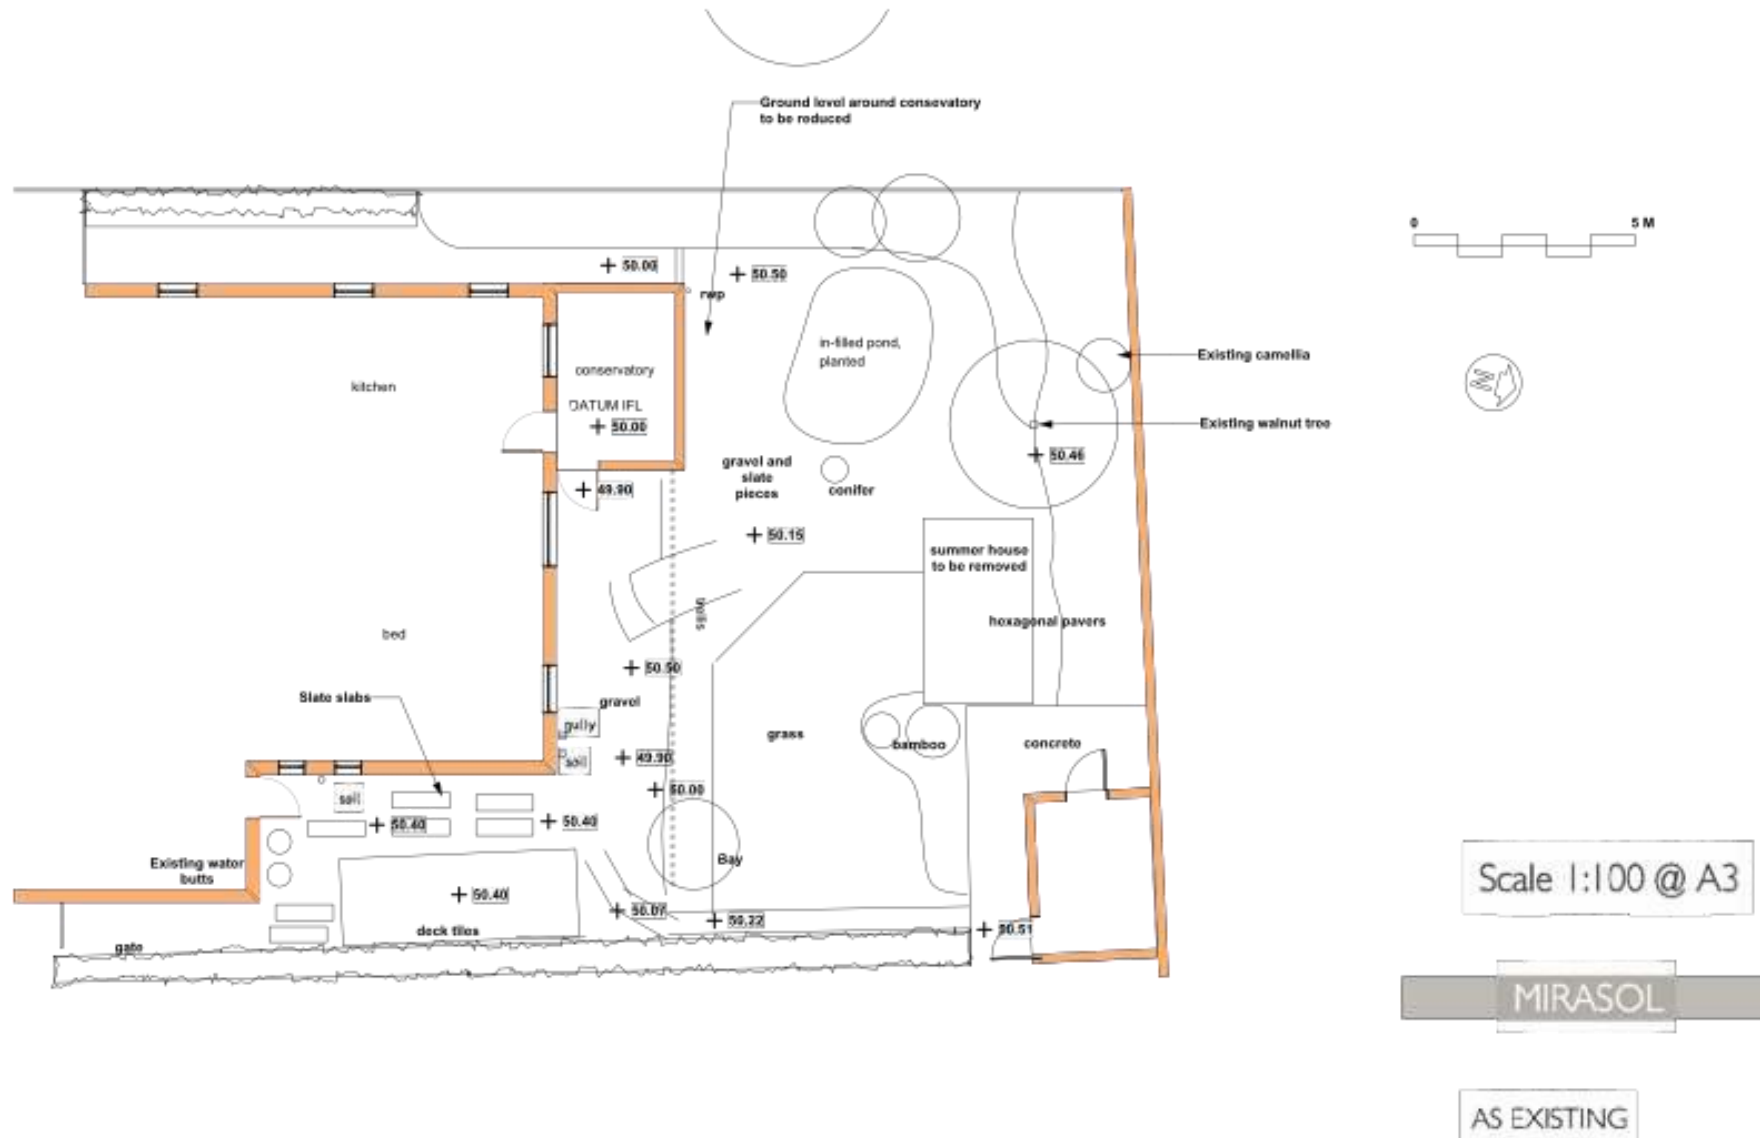 Ground level around consevatory
to be reduced
0
5 M
50.00
50.50
rwp
in-filled pond,
planted
Existing camellia
conservatory
kitchen
DATUM IFL
50.00
Existing walnut tree
50.46
gravel and
slate
pieces
conifer
49.90
50.15
summer house
to be removed
trellis
hexagonal pavers
bed
50.50
Slate slabs
gravel
gully
grass
bamboo
concrete
soil
49.90
soil
50.00
50.40
50.40
Existing water
butts
Bay
Scale 1:100 @ A3
50.40
50.07
50.22
50.51
deck tiles
gate
MIRASOL
AS EXISTING